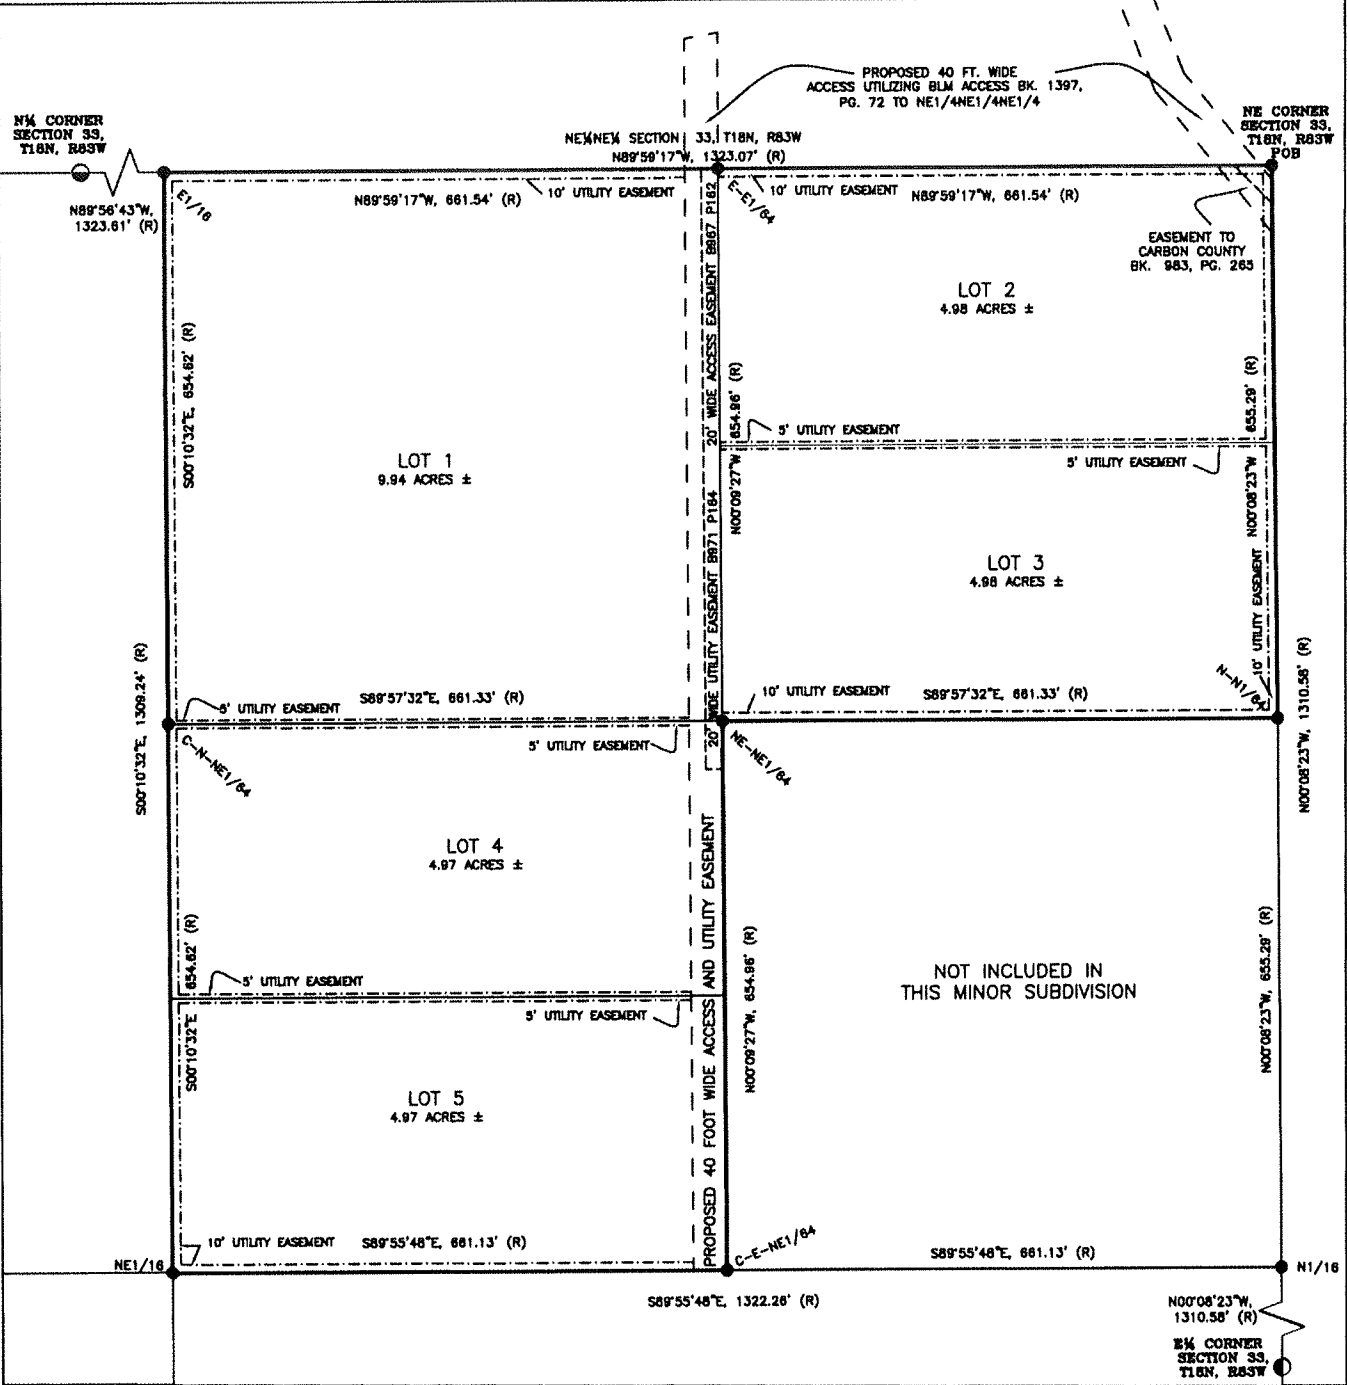 PROPOSED 40 FT. WIDE
ACCESS UTILIZING BLM ACCESS BK. 1397,
PG. 72 TO NE1/4NE1/4NE1/4
N¼ CORNER
SECTION 33,
T18N, R83W
NE CORNER
SECTION 33,
T18N, R83W
POB
NE¼NE¼ SECTION 33, T18N, R83W
N89°59'17"W, 1323.07' (R)
N89°56'43"W,
1323.61' (R)
E1/16
10' UTILITY EASEMENT
N89°59'17"W, 661.54' (R)
E-E1/64
10' UTILITY EASEMENT
N89°59'17"W, 661.54' (R)
EASEMENT TO
CARBON COUNTY
BK. 983, PG. 265
LOT 2
4.98 ACRES ±
S00°10'32"E, 654.62' (R)
20' WIDE ACCESS EASEMENT B967 P162
N00°09'27"W 654.96' (R)
N00°08'23"W 655.29' (R)
5' UTILITY EASEMENT
5' UTILITY EASEMENT
LOT 1
9.94 ACRES ±
20' WIDE UTILITY EASEMENT B971 P164
LOT 3
4.98 ACRES ±
10' UTILITY EASEMENT
N-N1/64
S00°10'32"E, 1309.24' (R)
N00°08'23"W, 1310.58' (R)
5' UTILITY EASEMENT
S89°57'32"E, 661.33' (R)
10' UTILITY EASEMENT
S89°57'32"E, 661.33' (R)
C-N-NE1/64
5' UTILITY EASEMENT
NE-NE1/64
LOT 4
4.97 ACRES ±
S00°10'32"E 654.62' (R)
PROPOSED 40 FOOT WIDE ACCESS AND UTILITY EASEMENT
N00°09'27"W, 654.96' (R)
N00°08'23"W, 655.29' (R)
NOT INCLUDED IN
THIS MINOR SUBDIVISION
5' UTILITY EASEMENT
5' UTILITY EASEMENT
LOT 5
4.97 ACRES ±
10' UTILITY EASEMENT
S89°55'48"E, 661.13' (R)
C-E-NE1/64
S89°55'48"E, 661.13' (R)
NE1/16
N1/16
S89°55'48"E, 1322.26' (R)
N00°08'23"W,
1310.58' (R)
E¼ CORNER
SECTION 33,
T18N, R83W